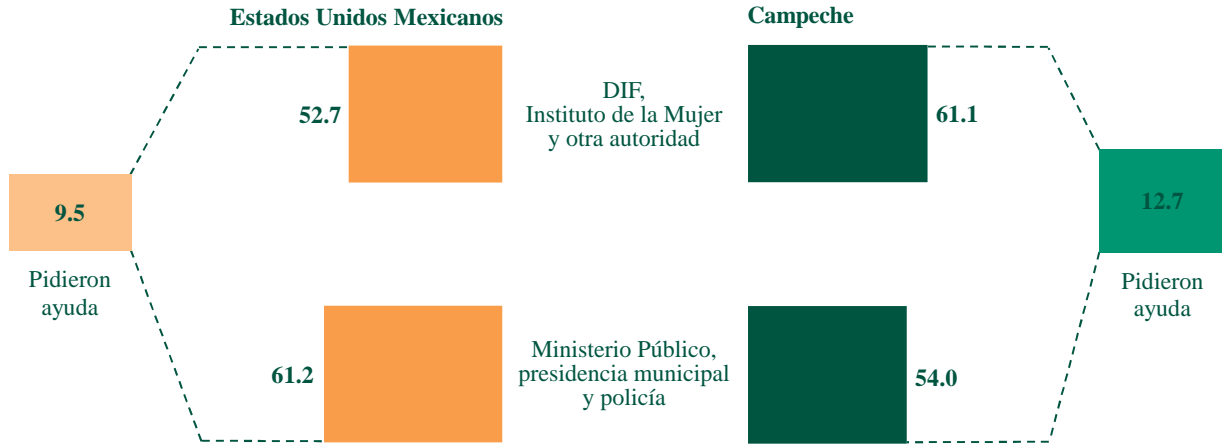 Estados Unidos Mexicanos
Campeche
DIF,
Instituto de la Mujer
y otra autoridad
52.7
61.1
9.5
12.7
Pidieron
ayuda
Pidieron
ayuda
Ministerio Público,
presidencia municipal
y policía
61.2
54.0